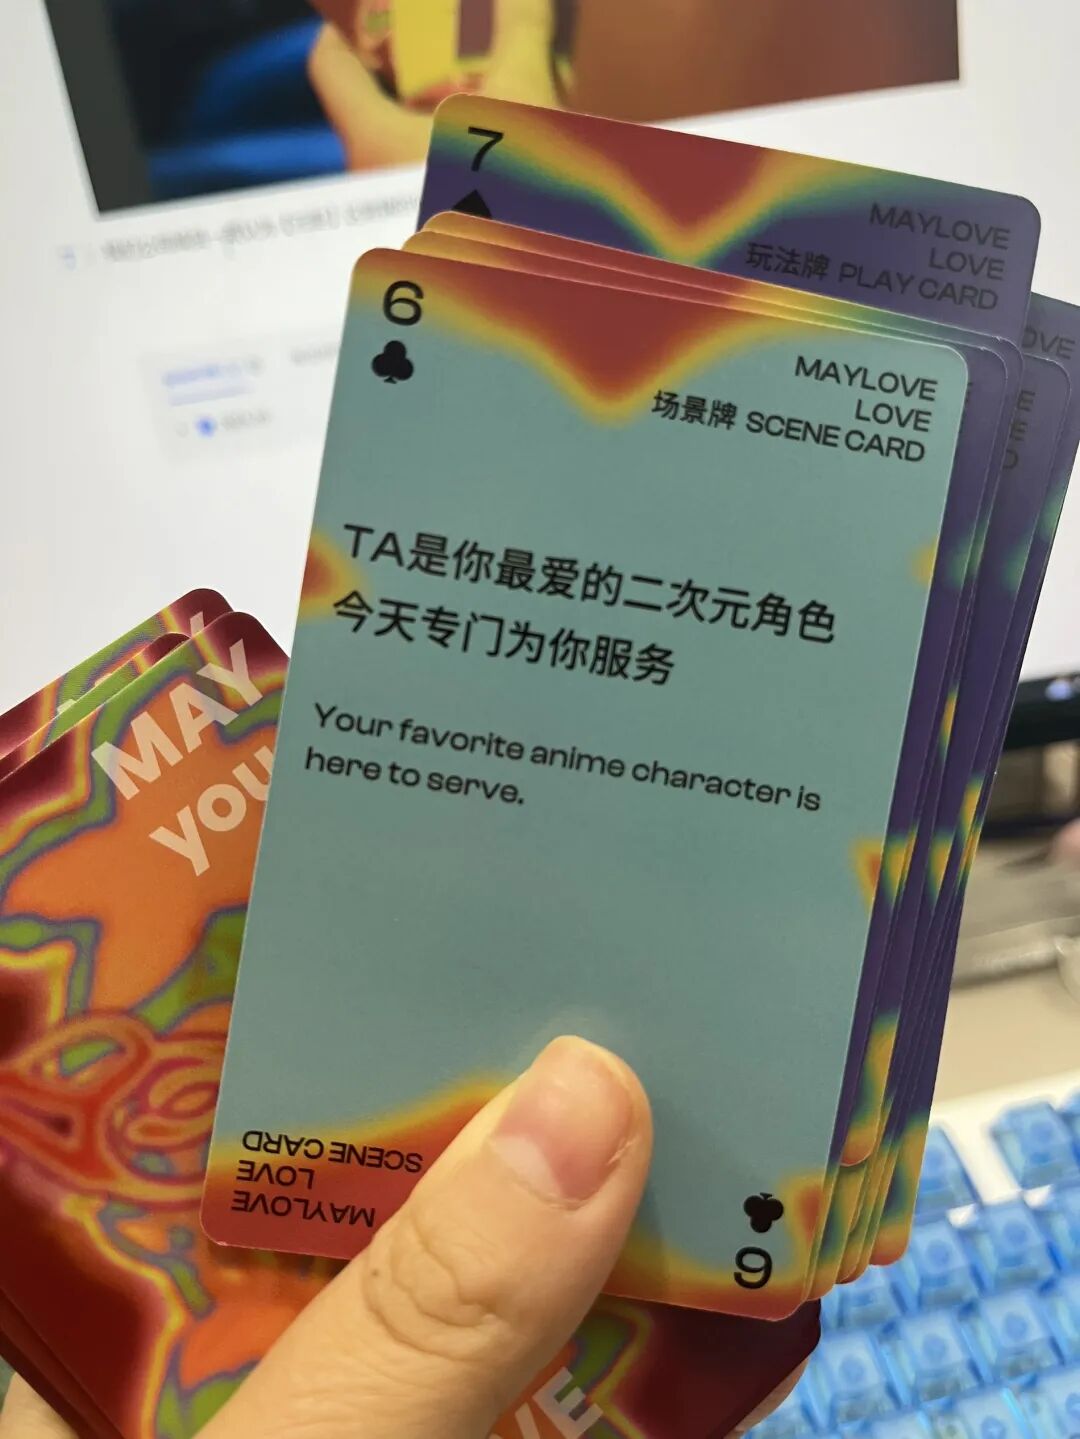 7
MAYLOVE
LOVE
玩法牌 PLAY CARD
6
MAYLOVE
LOVE
场景牌 SCENE CARD
TA是你最爱的二次元角色
今天专门为你服务
Your favorite anime character is
here to serve.
MAY
YOU
SCENE CARD
LOVE
MAYLOVE
6